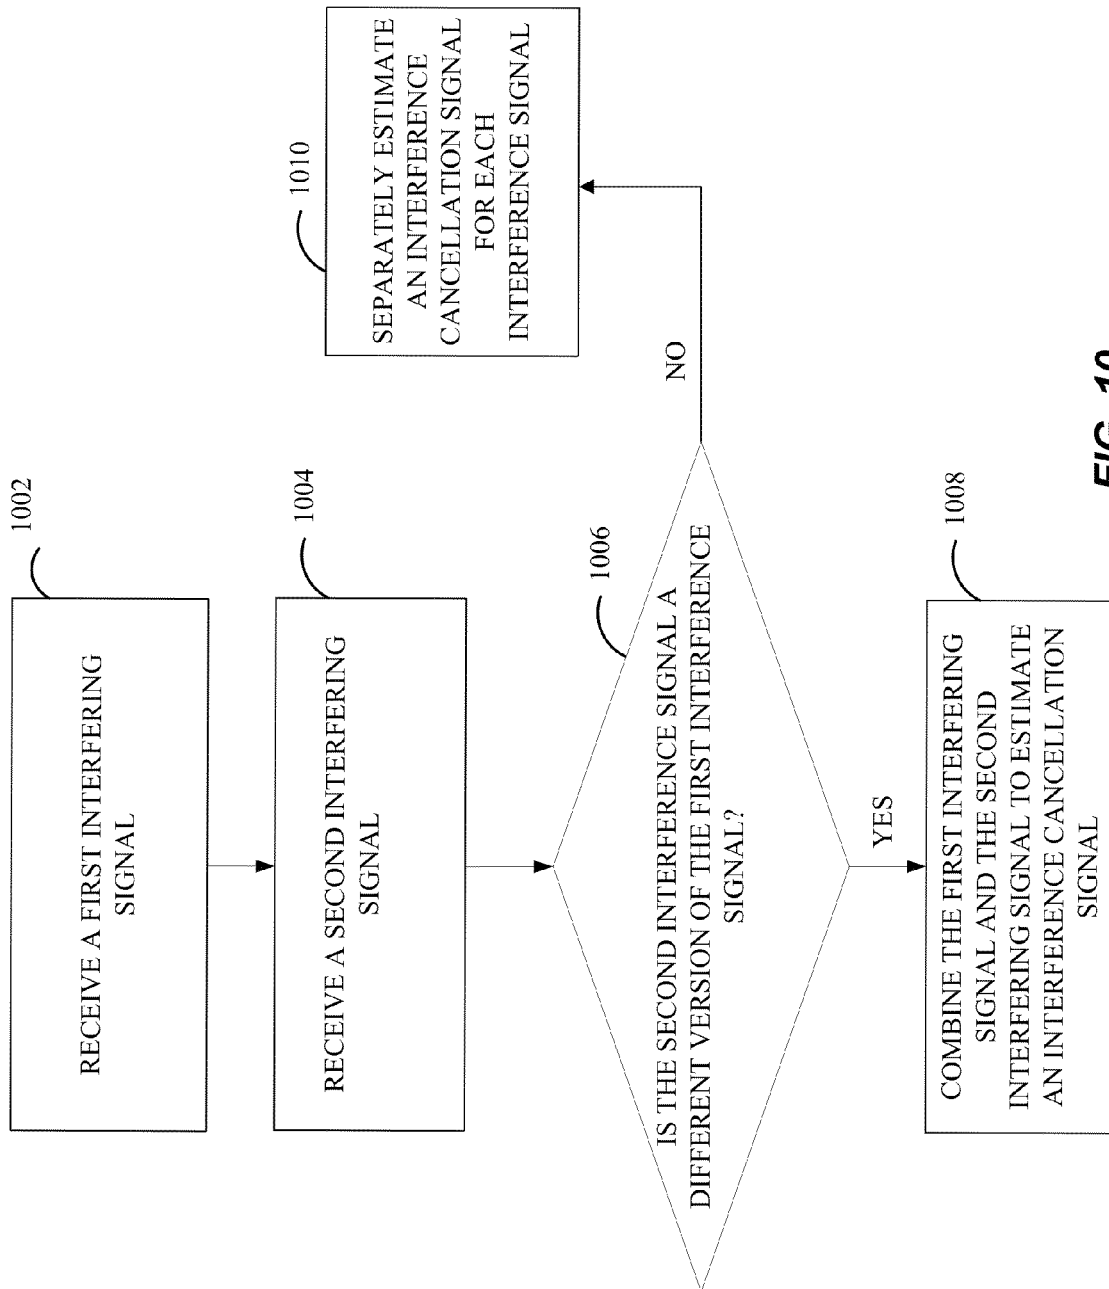 1002
RECEIVE A FIRST INTERFERING
SIGNAL
1004
RECEIVE A SECOND INTERFERING
SIGNAL
1006
IS THE SECOND INTERFERENCE SIGNAL A
DIFFERENT VERSION OF THE FIRST INTERFERENCE
SIGNAL?
NO
1010
SEPARATELY ESTIMATE
AN INTERFERENCE
CANCELLATION SIGNAL
FOR EACH
INTERFERENCE SIGNAL
YES
1008
COMBINE THE FIRST INTERFERING
SIGNAL AND THE SECOND
INTERFERING SIGNAL TO ESTIMATE
AN INTERFERENCE CANCELLATION
SIGNAL
FIG. 10